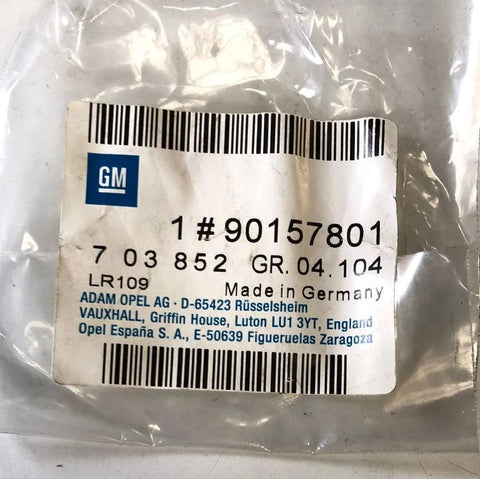 GM
1 # 90157801
7 03 852 GR. 04.104
LR109 Made in Germany
ADAM OPEL AG · D-65423 Rüsselsheim
VAUXHALL, Griffin House, Luton LU1 3YT, England
Opel España S. A., E-50639 Figueruelas Zaragoza